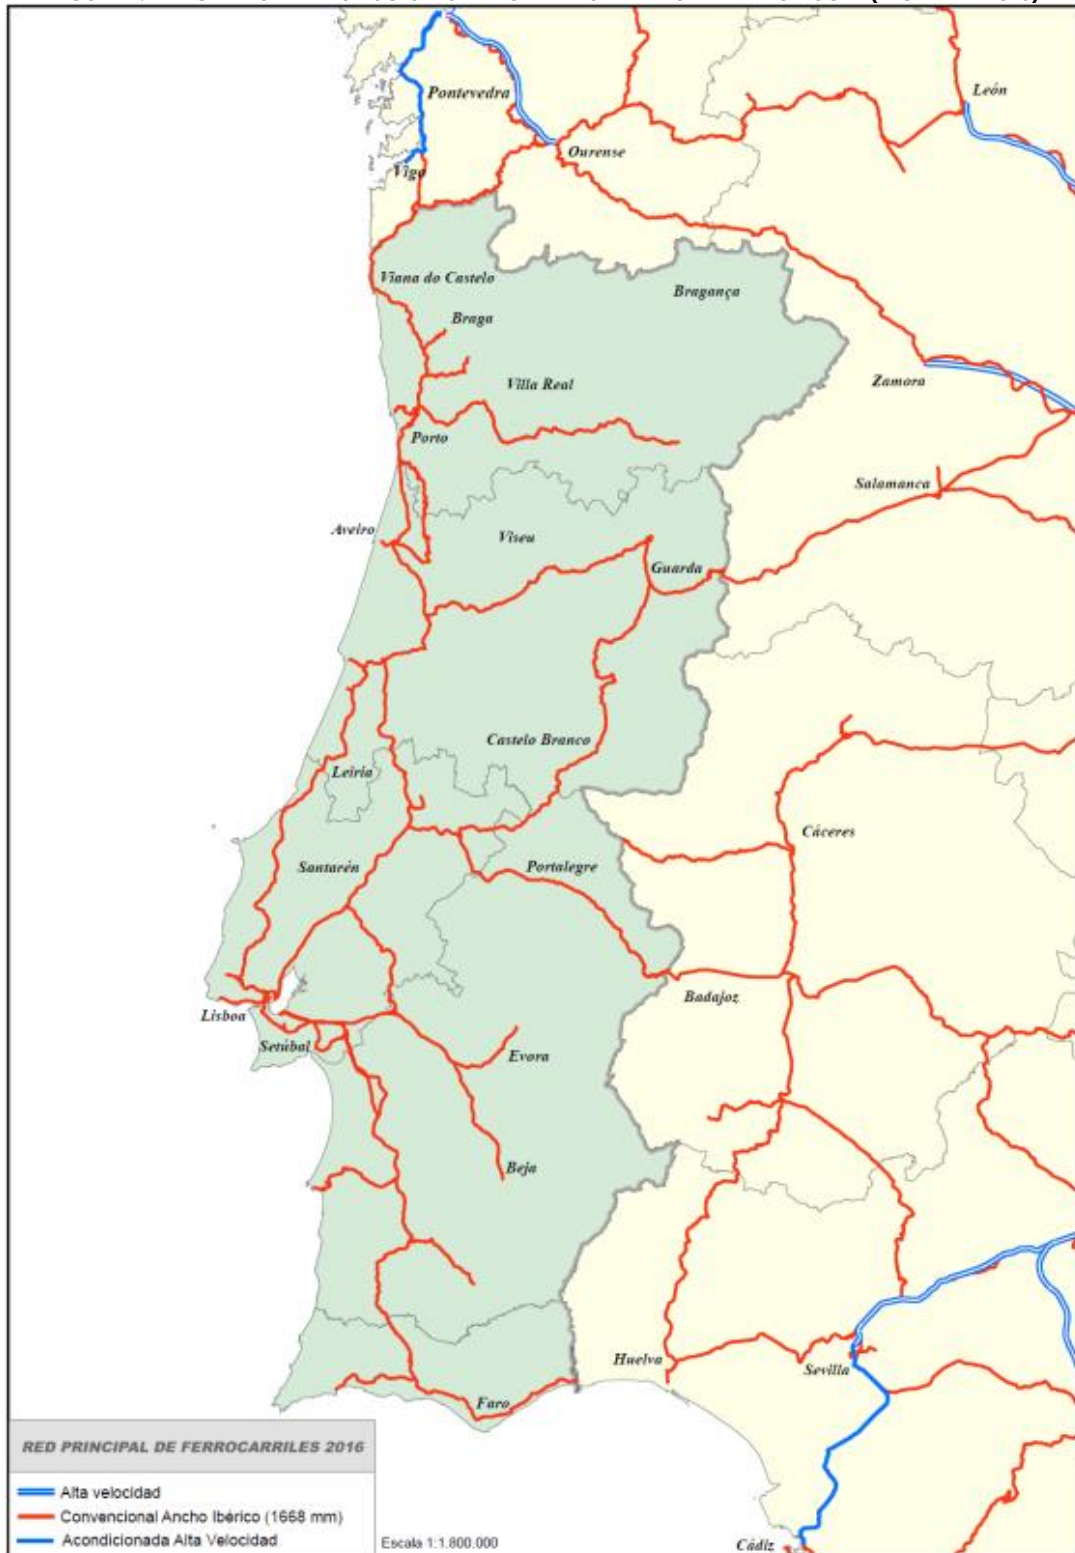 León
Pontevedra
Ourense
Vigo
Viana do Castelo
Bragança
Braga
Villa Real
Zamora
Porto
Salamanca
Aveiro
Viseu
Guarda
Castelo Branco
Leiria
Cáceres
Santarén
Portalegre
Badajoz
Lisboa
Setúbal
Evora
Beja
Huelva
Sevilla
Faro
RED PRINCIPAL DE FERROCARRILES 2016
Alta velocidad
Convencional Ancho Ibérico (1668 mm)
Acondicionada Alta Velocidad
Escala 1:1.800.000
Cádiz